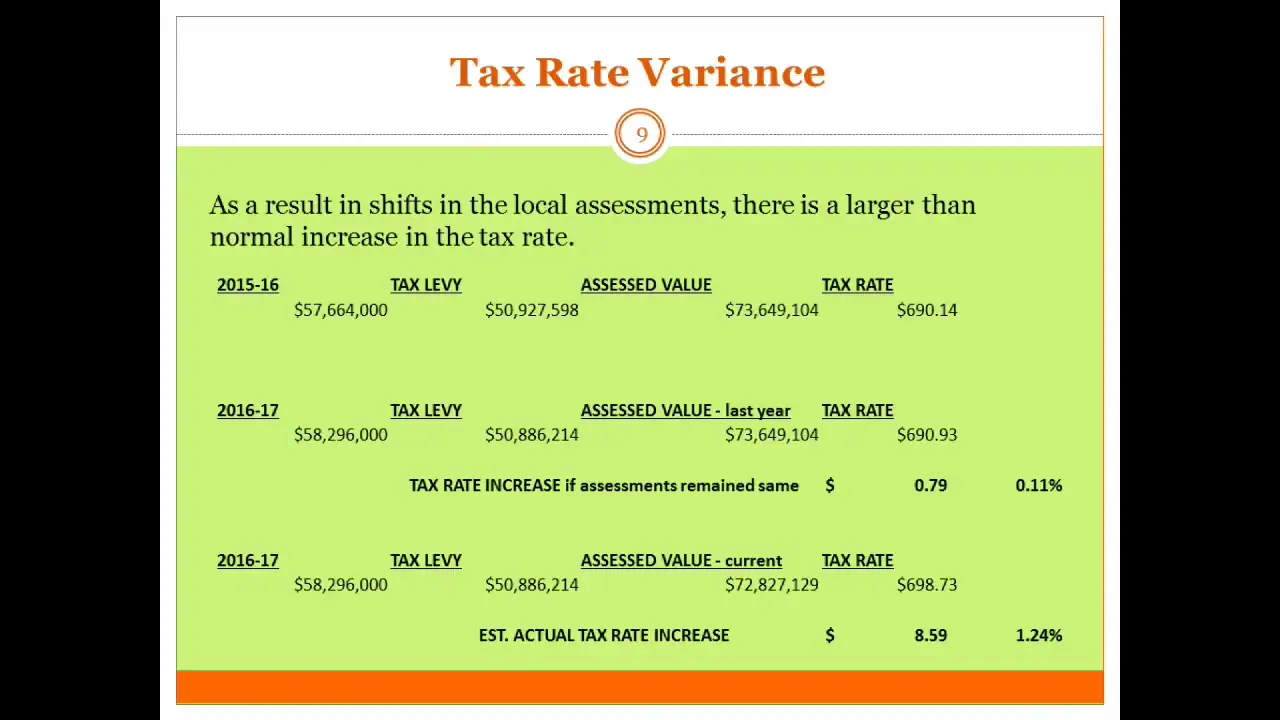 Tax Rate Variance
9
As a result in shifts in the local assessments, there is a larger than
normal increase in the tax rate.
2015-16 TAX LEVY ASSESSED VALUE TAX RATE
$57,664,000 $50,927,598 $73,649,104 $690.14
2016-17 TAX LEVY ASSESSED VALUE - last year TAX RATE
$58,296,000 $50,886,214 $73,649,104 $690.93
TAX RATE INCREASE if assessments remained same $ 0.79 0.11%
2016-17 TAX LEVY ASSESSED VALUE - current TAX RATE
$58,296,000 $50,886,214 $72,827,129 $698.73
EST. ACTUAL TAX RATE INCREASE $ 8.59 1.24%